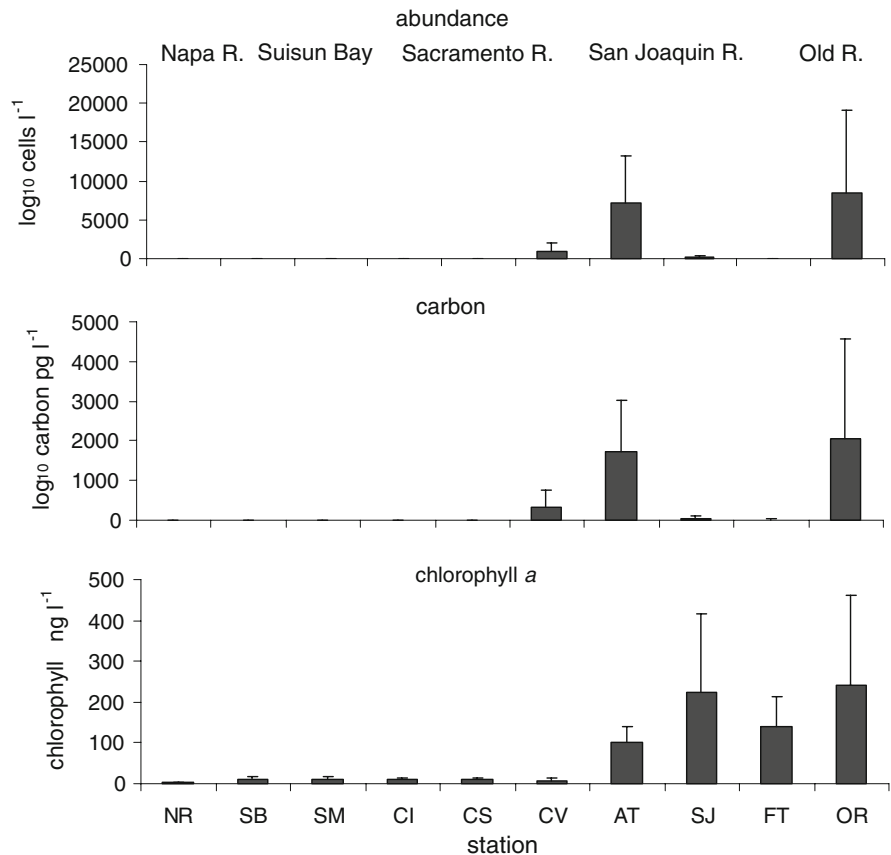 abundance
Napa R. Suisun Bay Sacramento R. San Joaquin R. Old R.
25000
20000
15000
10000
5000
0
log10 cells l-1
carbon
5000
4000
3000
2000
1000
0
log10 carbon pg l-1
chlorophyll a
500
400
300
200
100
0
chlorophyll ng l-1
NR SB SM CI CS CV AT SJ FT OR
station